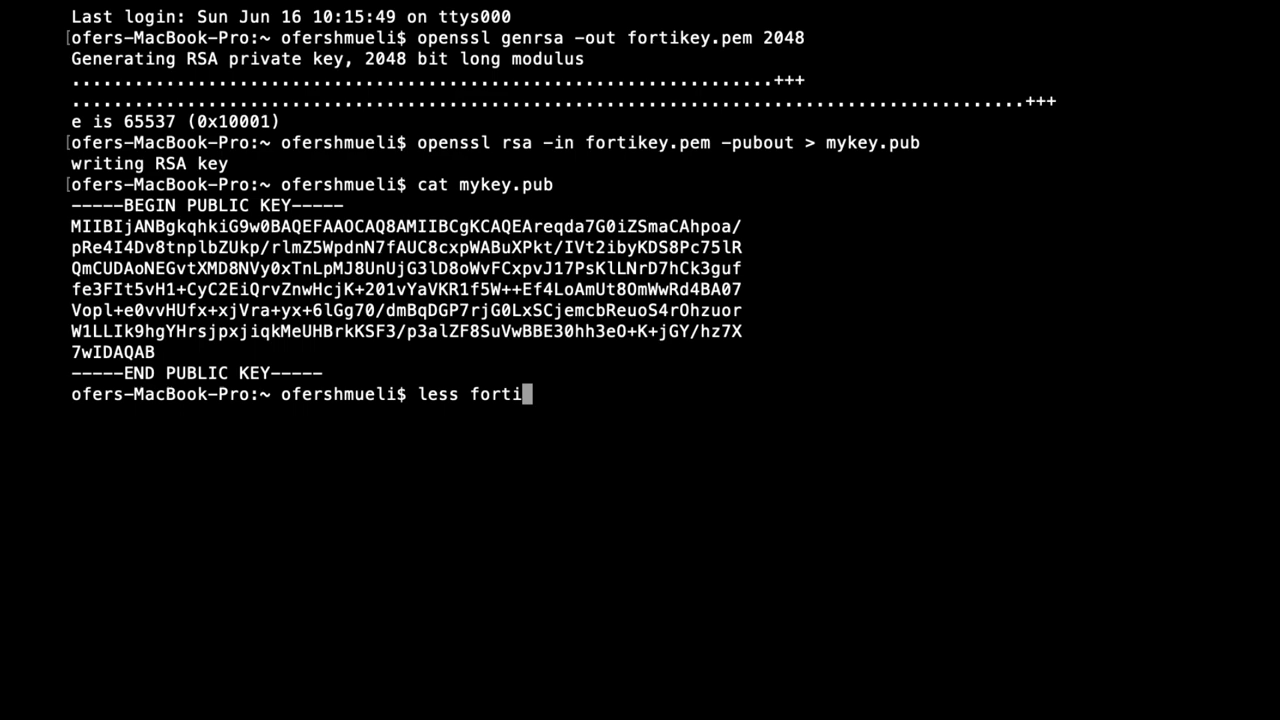 Last login: Sun Jun 16 10:15:49 on ttys000
[ofers-MacBook-Pro:~ ofershmueli$ openssl genrsa -out fortikey.pem 2048
Generating RSA private key, 2048 bit long modulus
...................................................................+++
...........................................................................................+++
e is 65537 (0x10001)
[ofers-MacBook-Pro:~ ofershmueli$ openssl rsa -in fortikey.pem -pubout > mykey.pub
writing RSA key
[ofers-MacBook-Pro:~ ofershmueli$ cat mykey.pub
-----BEGIN PUBLIC KEY-----
MIIBIjANBgkqhkiG9w0BAQEFAAOCAQ8AMIIBCgKCAQEAreqda7G0iZSmaCAhpoa/
pRe4I4Dv8tnplbZUkp/rlmZ5WpdnN7fAUC8cxpWABuXPkt/IVt2ibyKDS8Pc75lR
QmCUDAoNEGvtXMD8NVy0xTnLpMJ8UnUjG3lD8oWvFCxpvJ17PsKlLNrD7hCk3guf
fe3FIt5vH1+CyC2EiQrvZnwHcjK+201vYaVKR1f5W++Ef4LoAmUt8OmWwRd4BA07
Vopl+e0vvHUfx+xjVra+yx+6lGg70/dmBqDGP7rjG0LxSCjemcbReuoS4rOhzuor
W1LLIk9hgYHrsjpxjiqkMeUHBrkKSF3/p3alZF8SuVwBBE30hh3eO+K+jGY/hz7X
7wIDAQAB
-----END PUBLIC KEY-----
ofers-MacBook-Pro:~ ofershmueli$ less forti